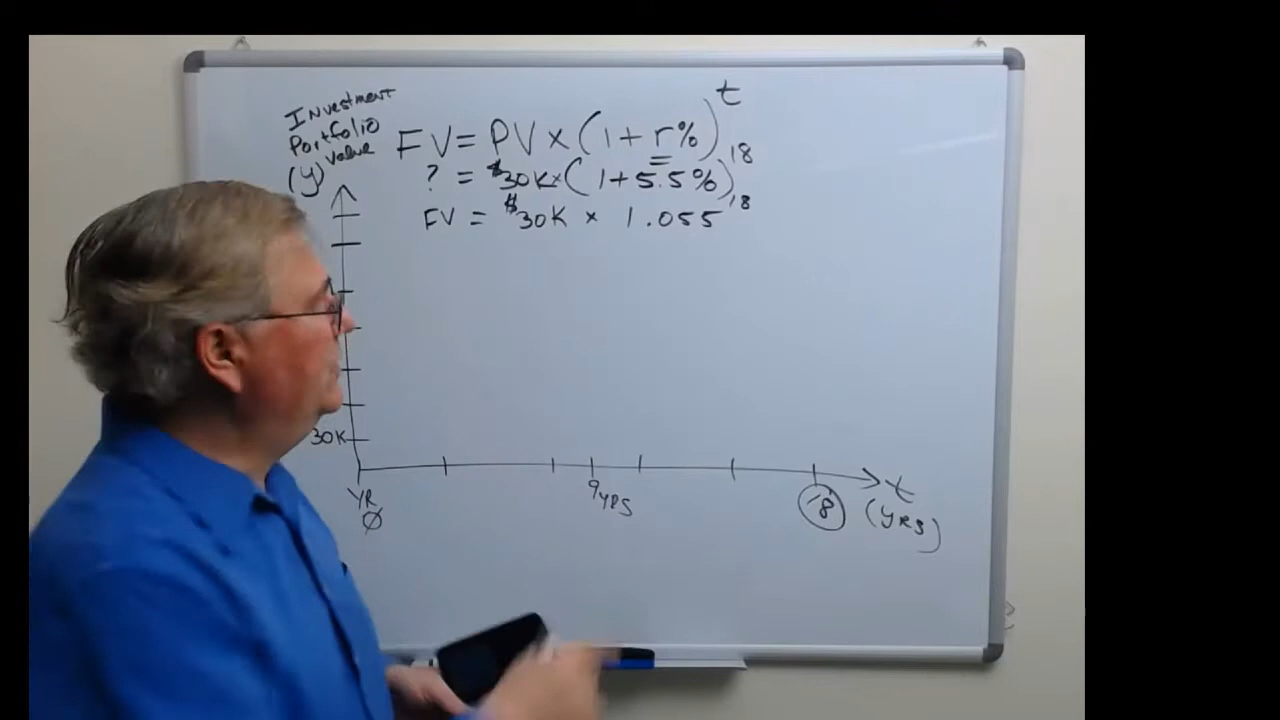 Investment
Portfolio
Value
(y)
FV = PV × (1 + r%)^t
? = $30K × (1 + 5.5%)^18
FV = $30K × 1.055^18
30K
YR
Ø
9 YRS
18
t
(YRS)